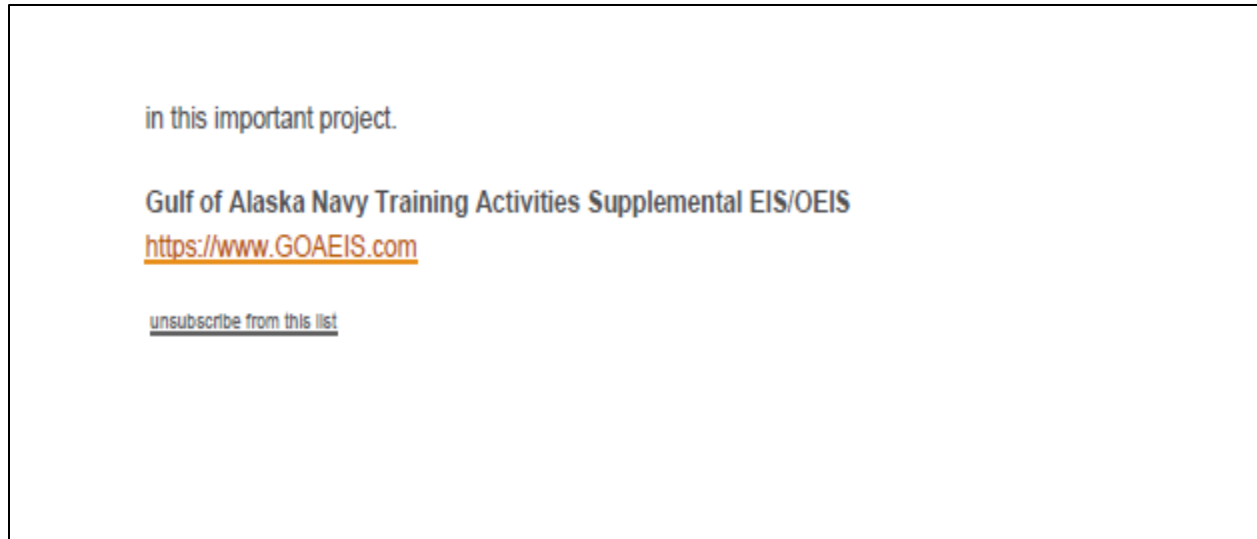 in this important project.
Gulf of Alaska Navy Training Activities Supplemental EIS/OEIS
https://www.GOAEIS.com
unsubscribe from this list